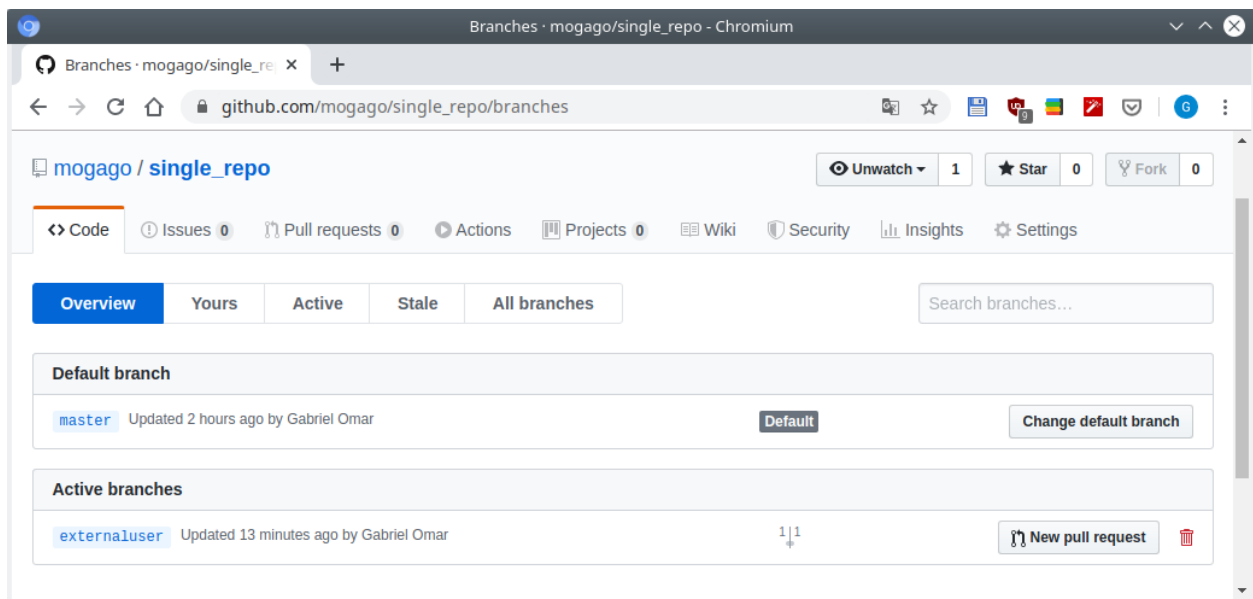 Branches · mogago/single_repo - Chromium
Branches · mogago/single_re
github.com/mogago/single_repo/branches
9
G
mogago / single_repo
Unwatch 1 Star 0 Fork 0
Code Issues 0 Pull requests 0 Actions Projects 0 Wiki Security Insights Settings
Overview Yours Active Stale All branches Search branches...
Default branch
master Updated 2 hours ago by Gabriel Omar Default Change default branch
Active branches
externaluser Updated 13 minutes ago by Gabriel Omar 1|1 New pull request